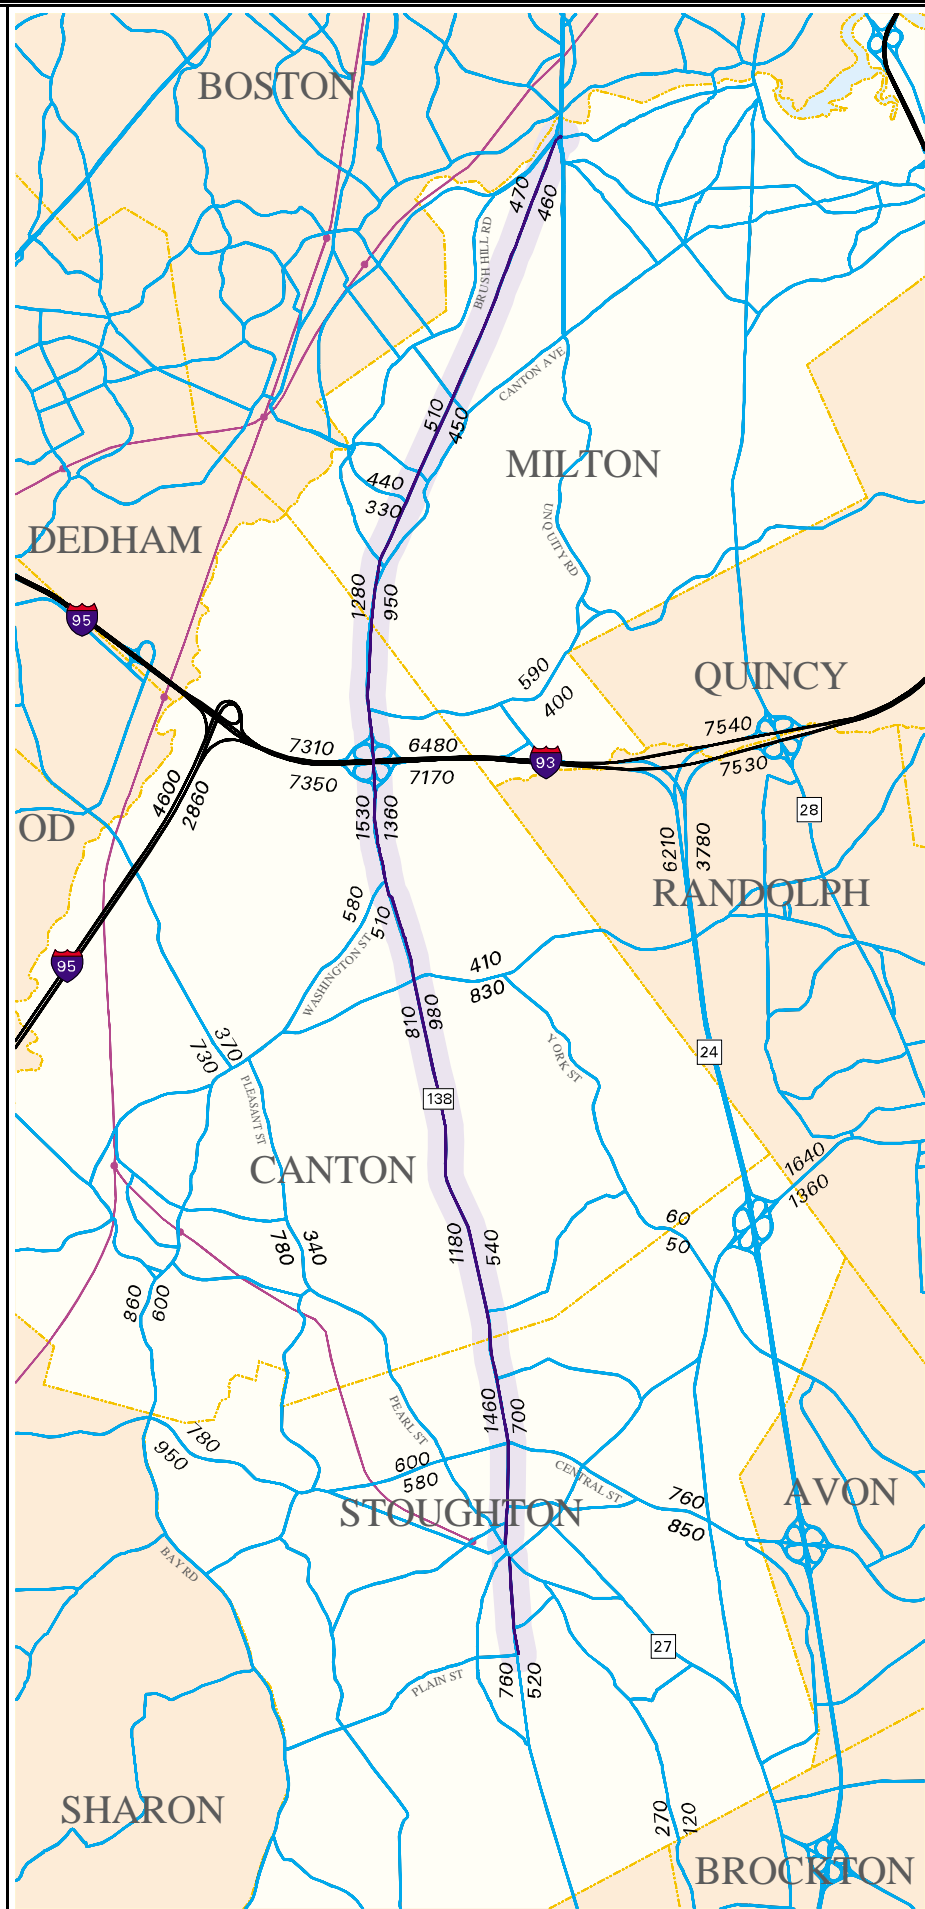 BOSTON
470
460
BRUSH HILL RD
CANTON AVE
510
450
MILTON
440
330
UNQUITY RD
DEDHAM
1280
950
95
590
400
QUINCY
7540
7530
7310
6480
7350
7170
93
4600
2860
1530
1360
28
OD
6210
3780
RANDOLPH
580
510
WASHINGTON ST
95
410
830
810
980
370
730
YORK ST
24
PLEASANT ST
138
CANTON
1640
1360
780
340
1180
540
60
50
860
600
1460
700
PEARL ST
780
950
600
580
CENTRAL ST
760
850
AVON
STOUGHTON
BAY RD
27
PLAIN ST
760
520
SHARON
270
120
BROCKTON